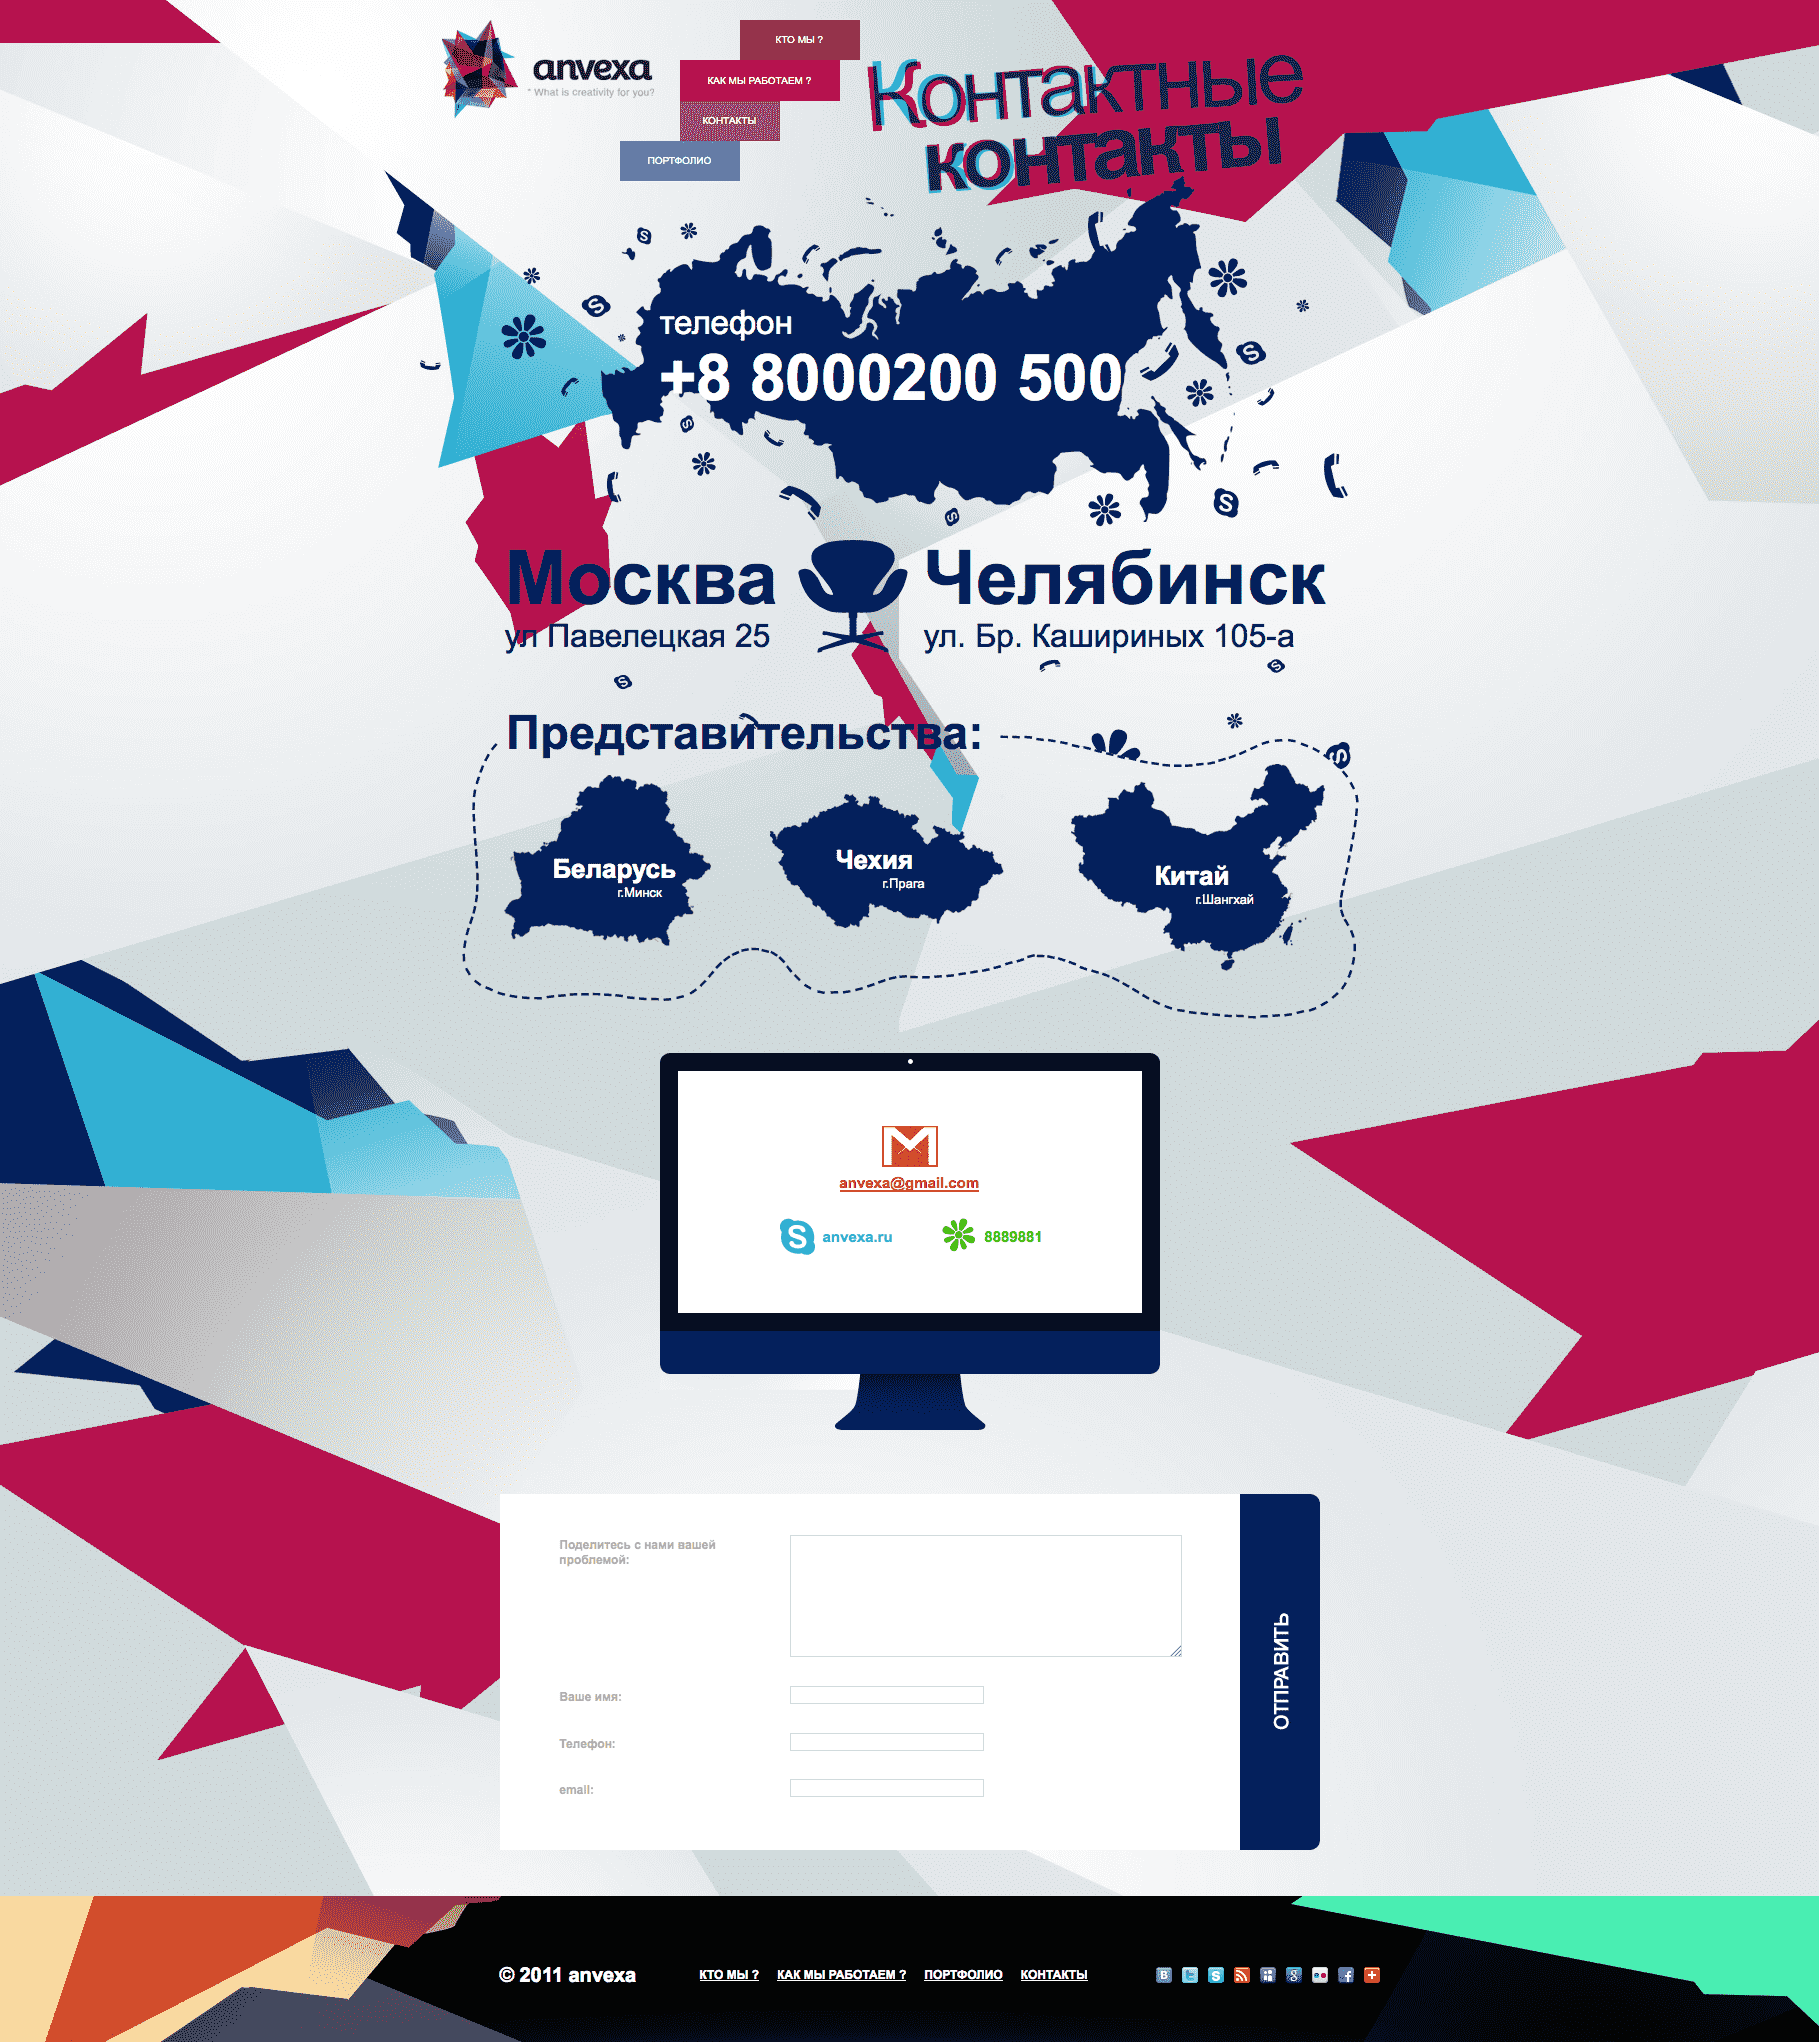 anvexa
* What is creativity for you?
КТО МЫ ?
КАК МЫ РАБОТАЕМ ?
КОНТАКТЫ
ПОРТФОЛИО
Контактные
контакты
телефон
+8 8000200 500
Москва
ул Павелецкая 25
Челябинск
ул. Бр. Кашириных 105-а
Представительства:
Беларусь
г.Минск
Чехия
г.Прага
Китай
г.Шангхай
anvexa@gmail.com
anvexa.ru
8889881
Поделитесь с нами вашей
проблемой:
Ваше имя:
Телефон:
email:
ОТПРАВИТЬ
© 2011 anvexa
КТО МЫ ? КАК МЫ РАБОТАЕМ ? ПОРТФОЛИО КОНТАКТЫ